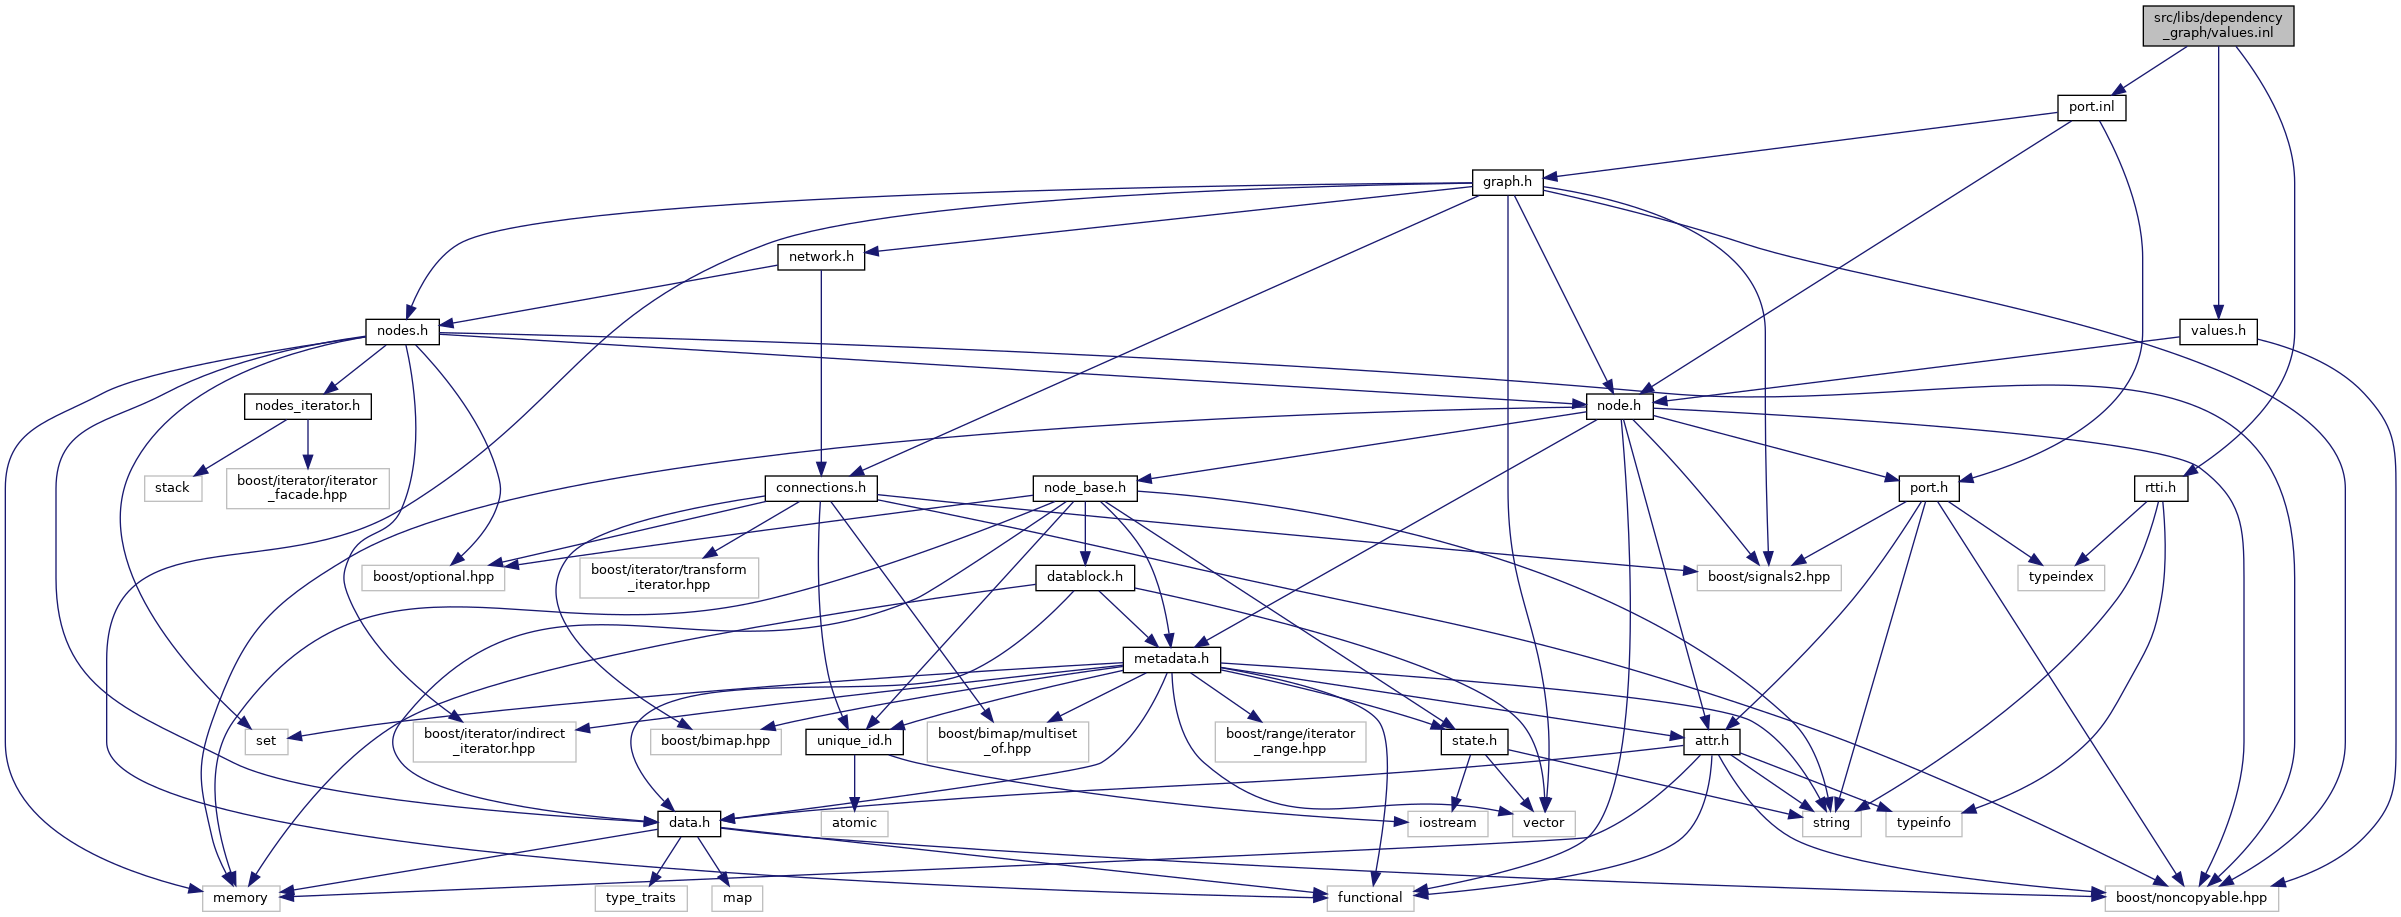 src/libs/dependency
_graph/values.inl
port.inl
graph.h
network.h
nodes.h
values.h
nodes_iterator.h
node.h
stack
boost/iterator/iterator
_facade.hpp
connections.h
node_base.h
port.h
rtti.h
boost/optional.hpp
boost/iterator/transform
_iterator.hpp
datablock.h
boost/signals2.hpp
typeindex
metadata.h
set
boost/iterator/indirect
_iterator.hpp
boost/bimap.hpp
unique_id.h
boost/bimap/multiset
_of.hpp
boost/range/iterator
_range.hpp
state.h
attr.h
data.h
atomic
iostream
vector
string
typeinfo
memory
type_traits
map
functional
boost/noncopyable.hpp